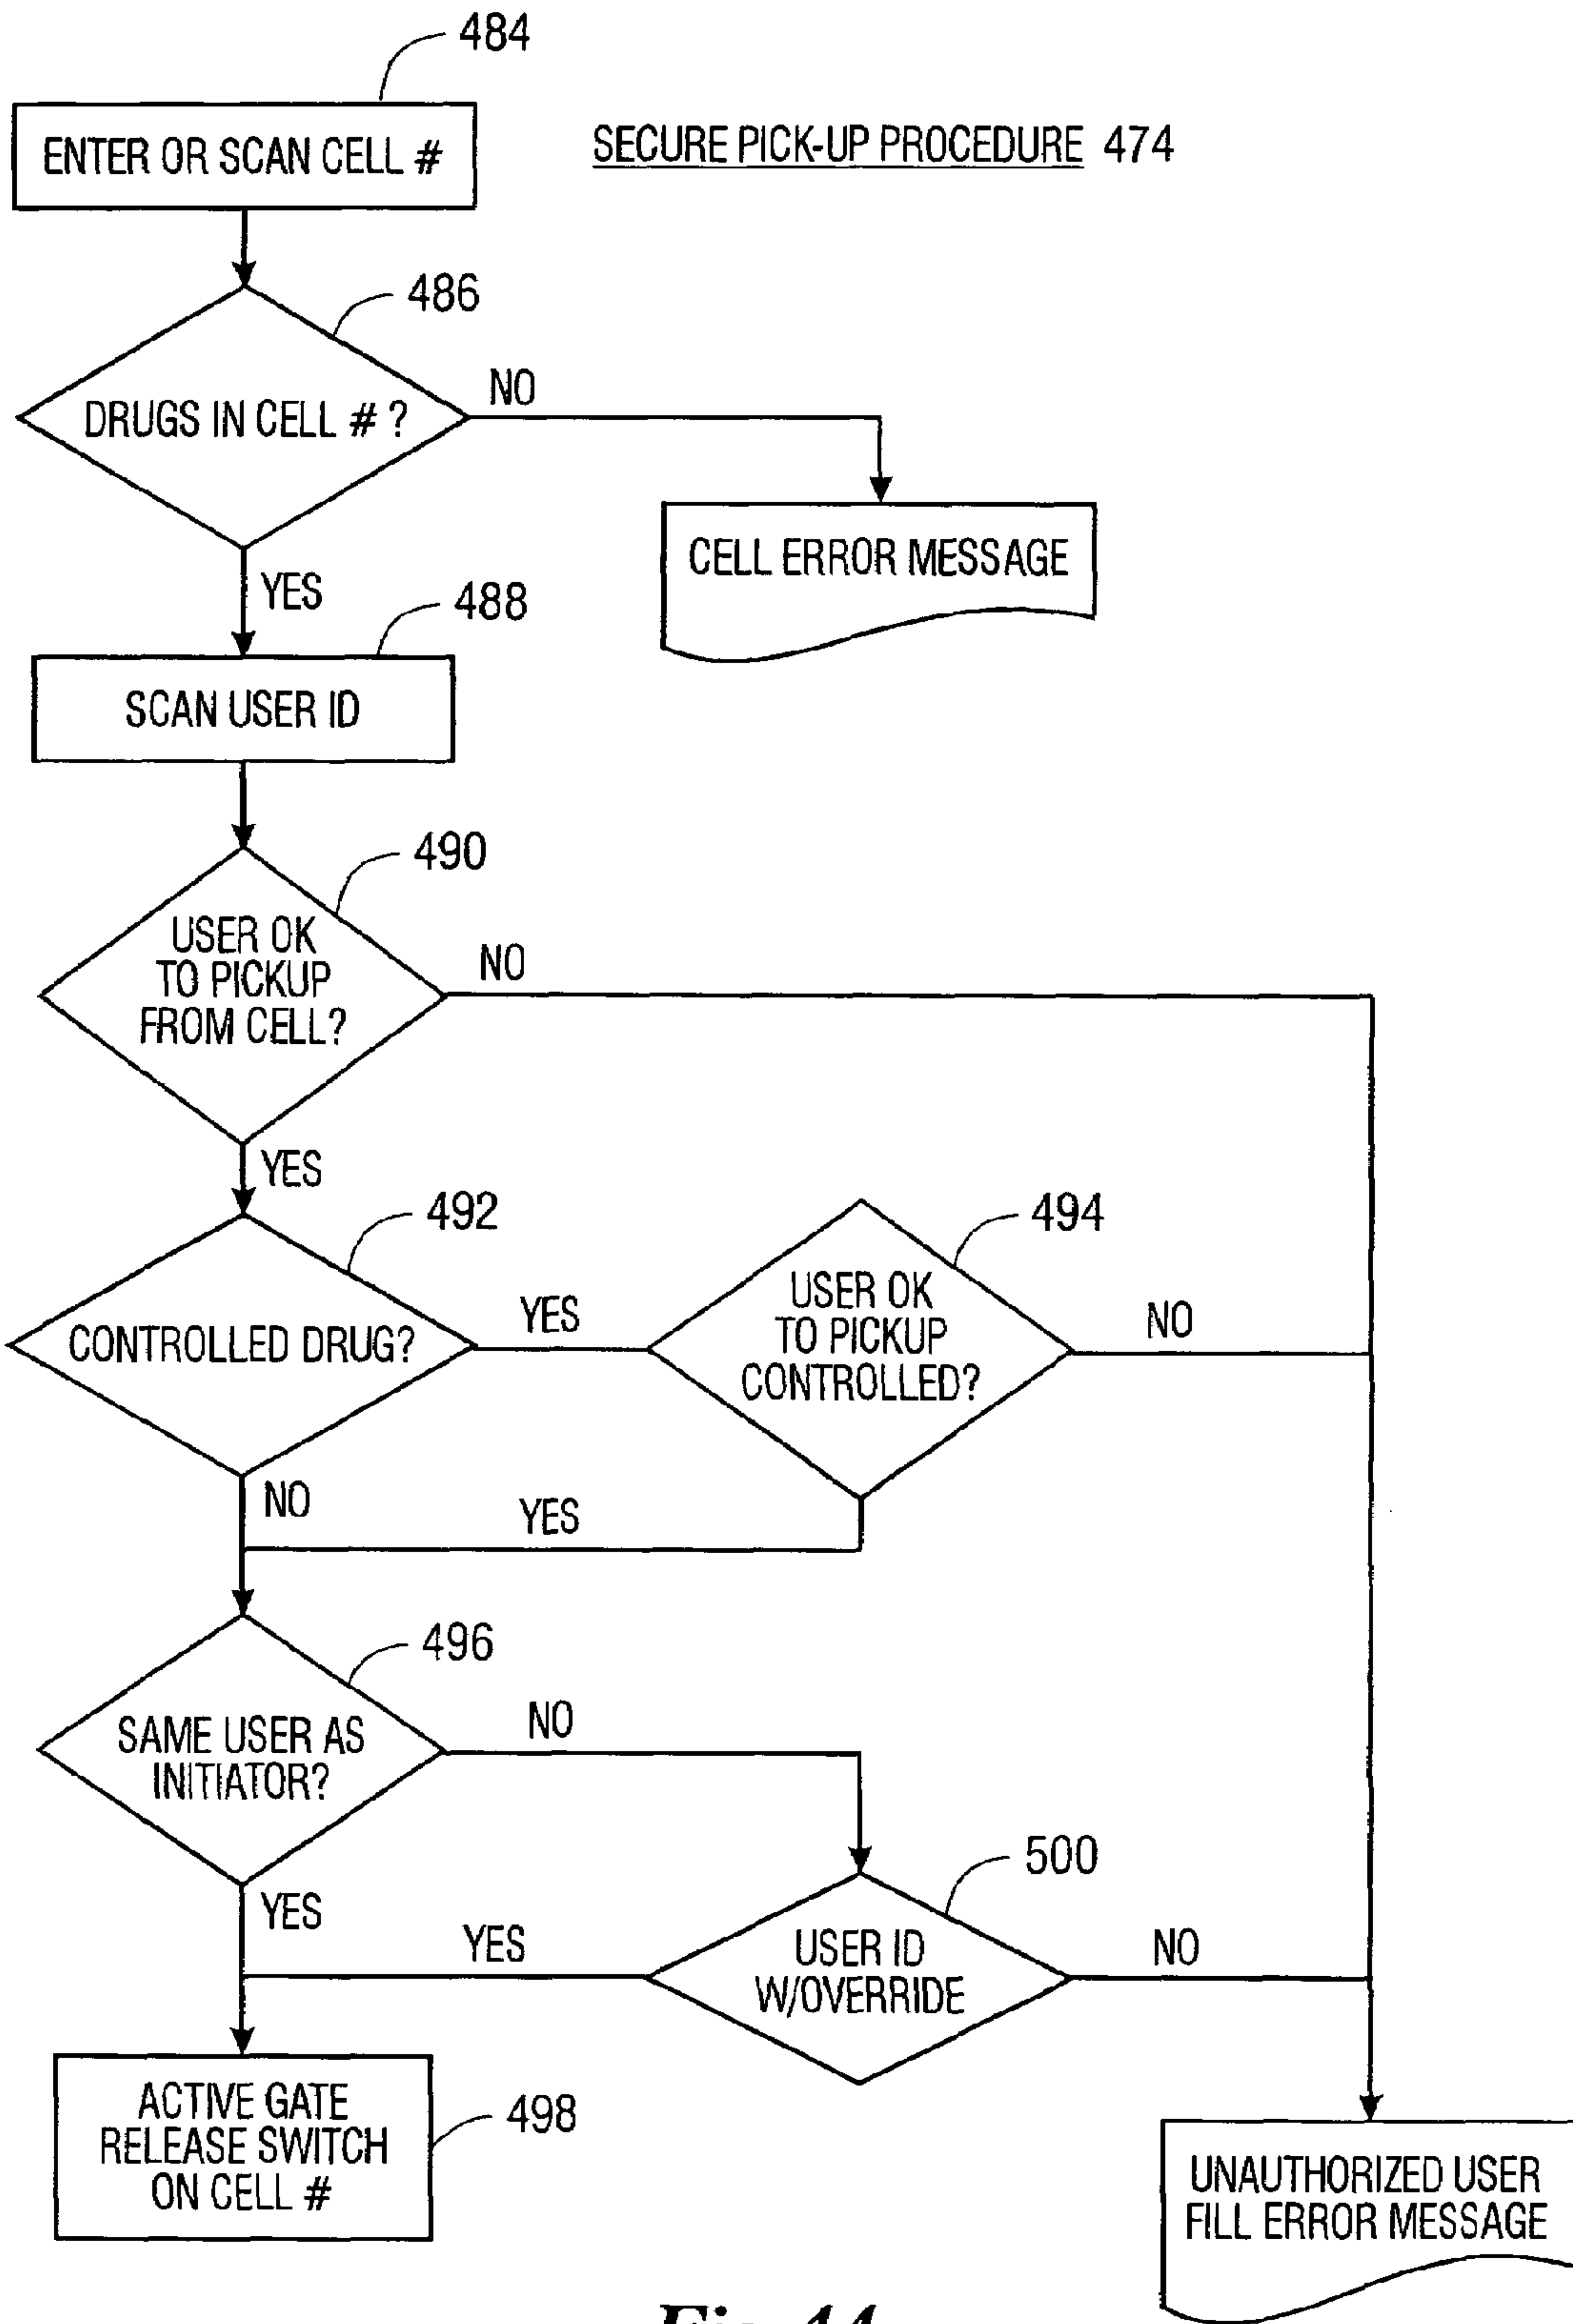 484
ENTER OR SCAN CELL #
SECURE PICK-UP PROCEDURE 474
486
DRUGS IN CELL # ?
NO
CELL ERROR MESSAGE
YES
488
SCAN USER ID
490
USER OK
TO PICKUP
FROM CELL?
NO
YES
492
CONTROLLED DRUG?
YES
494
USER OK
TO PICKUP
CONTROLLED?
NO
NO
YES
496
SAME USER AS
INITIATOR?
NO
YES
500
USER ID
W/OVERRIDE
YES
NO
ACTIVE GATE
RELEASE SWITCH
ON CELL #
498
UNAUTHORIZED USER
FILL ERROR MESSAGE